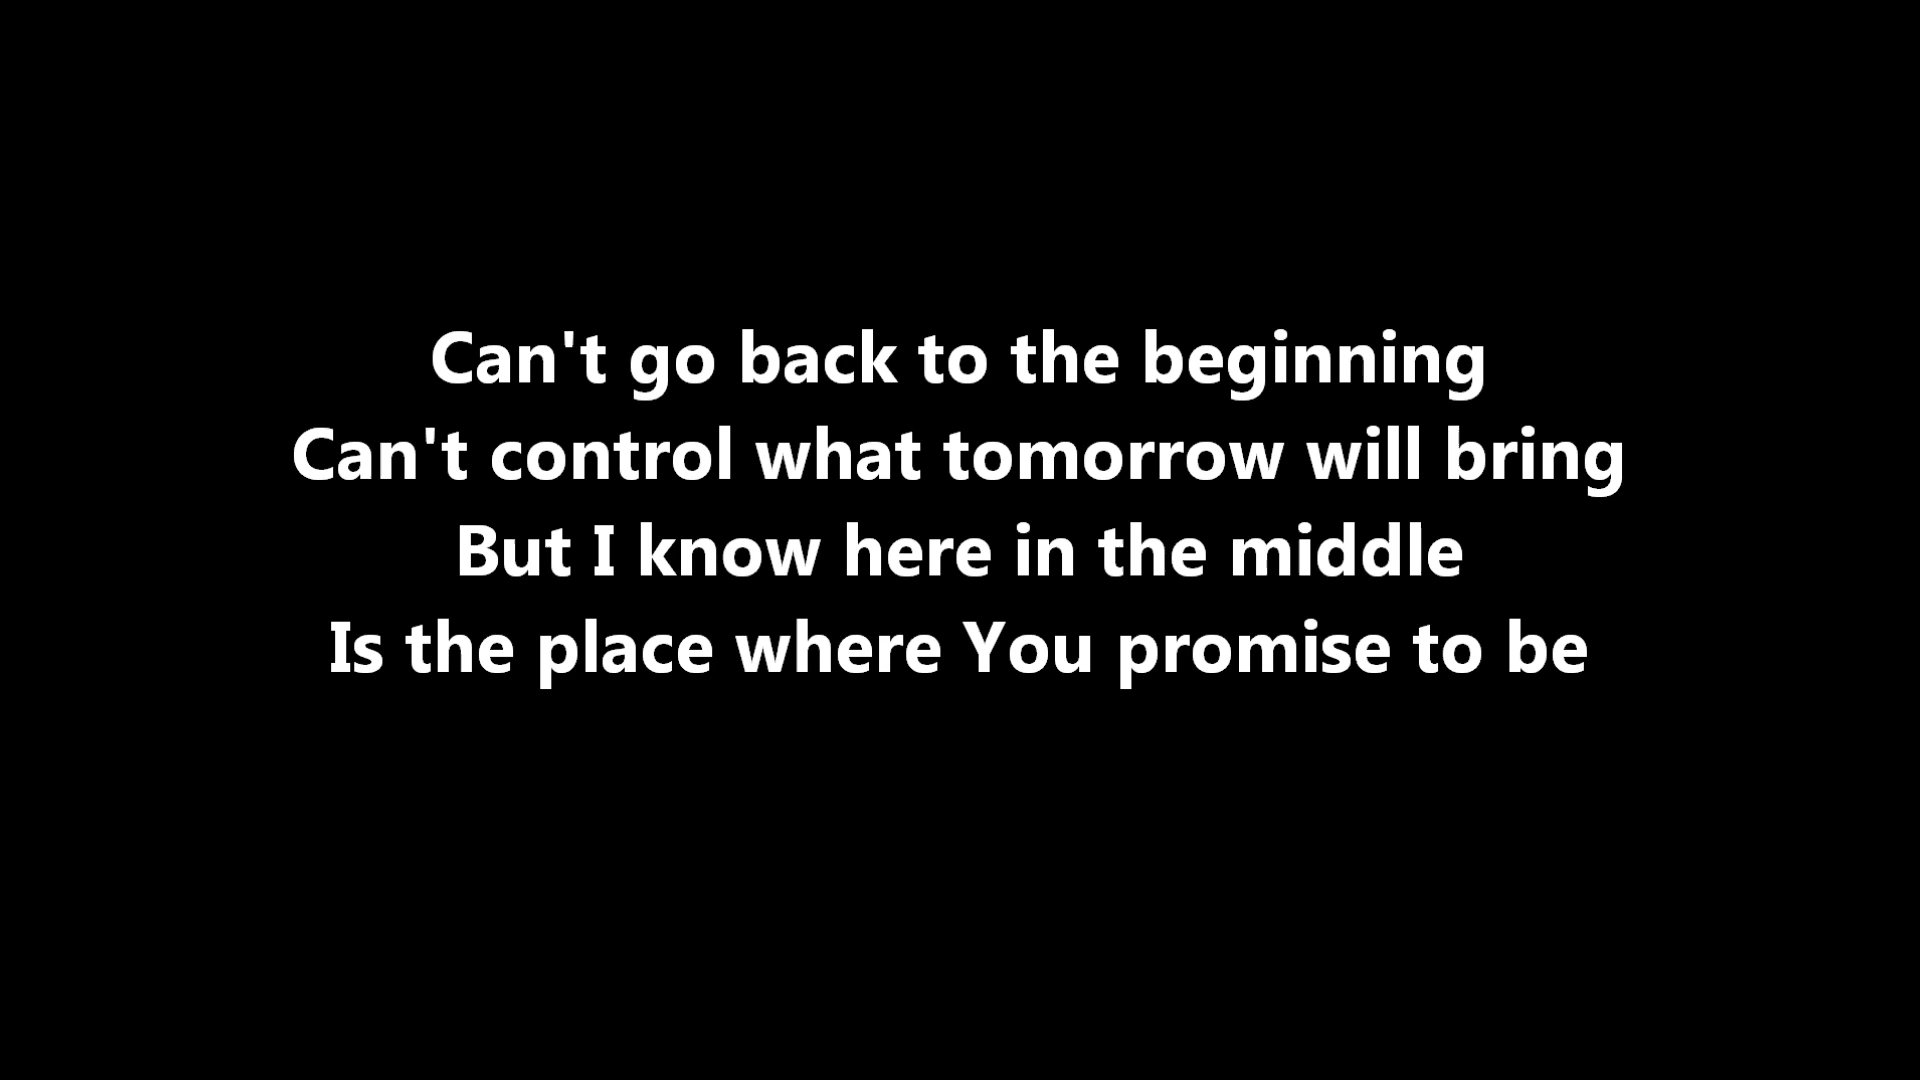 Can't go back to the beginning
Can't control what tomorrow will bring
But I know here in the middle
Is the place where You promise to be